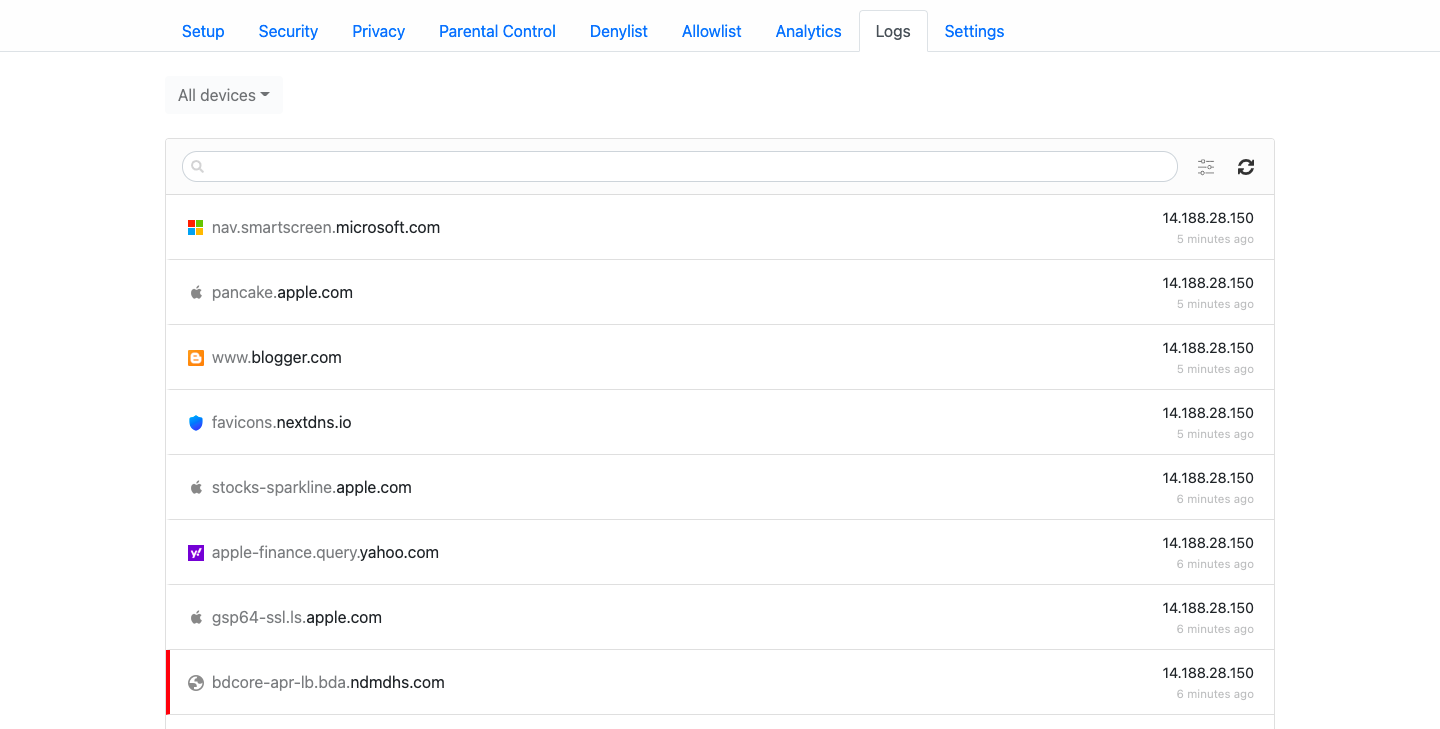 Setup Security Privacy Parental Control Denylist Allowlist Analytics Logs Settings
All devices
nav.smartscreen.microsoft.com 14.188.28.150
5 minutes ago
pancake.apple.com 14.188.28.150
5 minutes ago
www.blogger.com 14.188.28.150
5 minutes ago
favicons.nextdns.io 14.188.28.150
5 minutes ago
stocks-sparkline.apple.com 14.188.28.150
6 minutes ago
apple-finance.query.yahoo.com 14.188.28.150
6 minutes ago
gsp64-ssl.ls.apple.com 14.188.28.150
6 minutes ago
bdcore-apr-lb.bda.ndmdhs.com 14.188.28.150
6 minutes ago